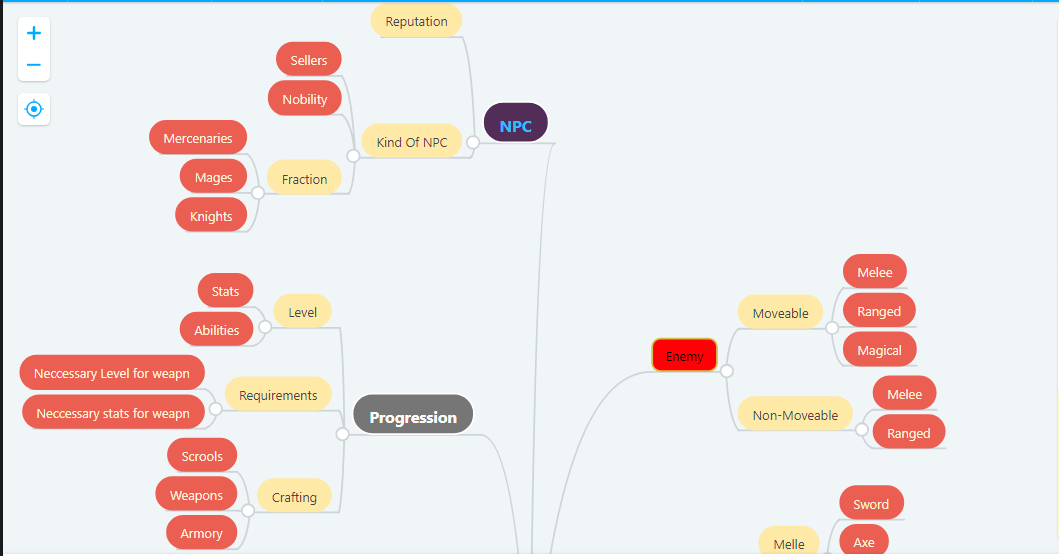 Reputation
Sellers
Nobility
NPC
Kind Of NPC
Mercenaries
Mages
Fraction
Knights
Stats
Level
Abilities
Neccessary Level for weapn
Requirements
Neccessary stats for weapn
Progression
Scrools
Weapons
Crafting
Armory
Melee
Moveable
Ranged
Magical
Enemy
Melee
Non-Moveable
Ranged
Sword
Melle
Axe